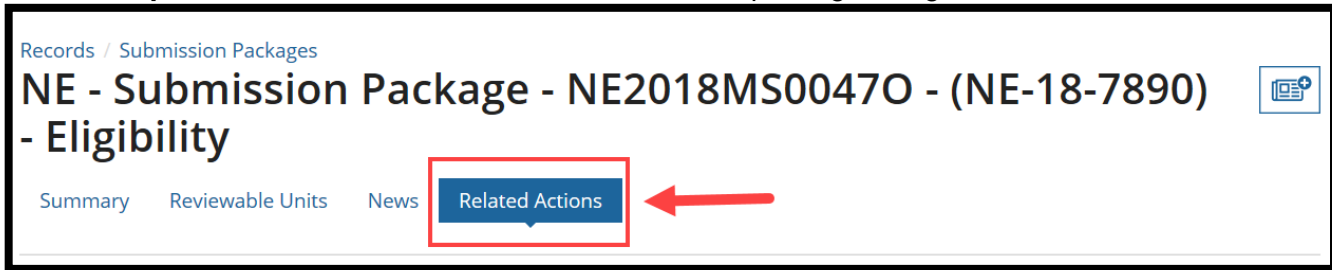 Records / Submission Packages
NE - Submission Package - NE2018MS0047O - (NE-18-7890)
- Eligibility
Summary Reviewable Units News Related Actions